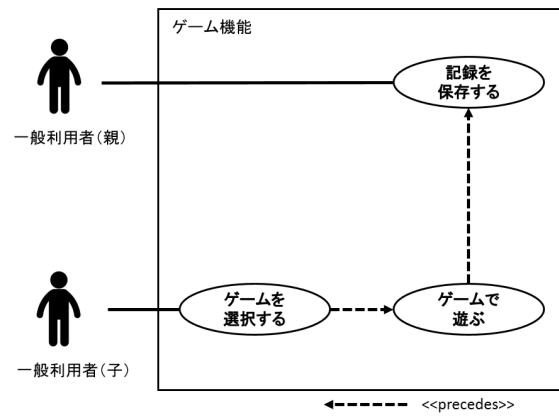 ゲーム機能
記録を
保存する
一般利用者(親)
ゲームを
選択する
ゲームで
遊ぶ
一般利用者(子)
<<precedes>>